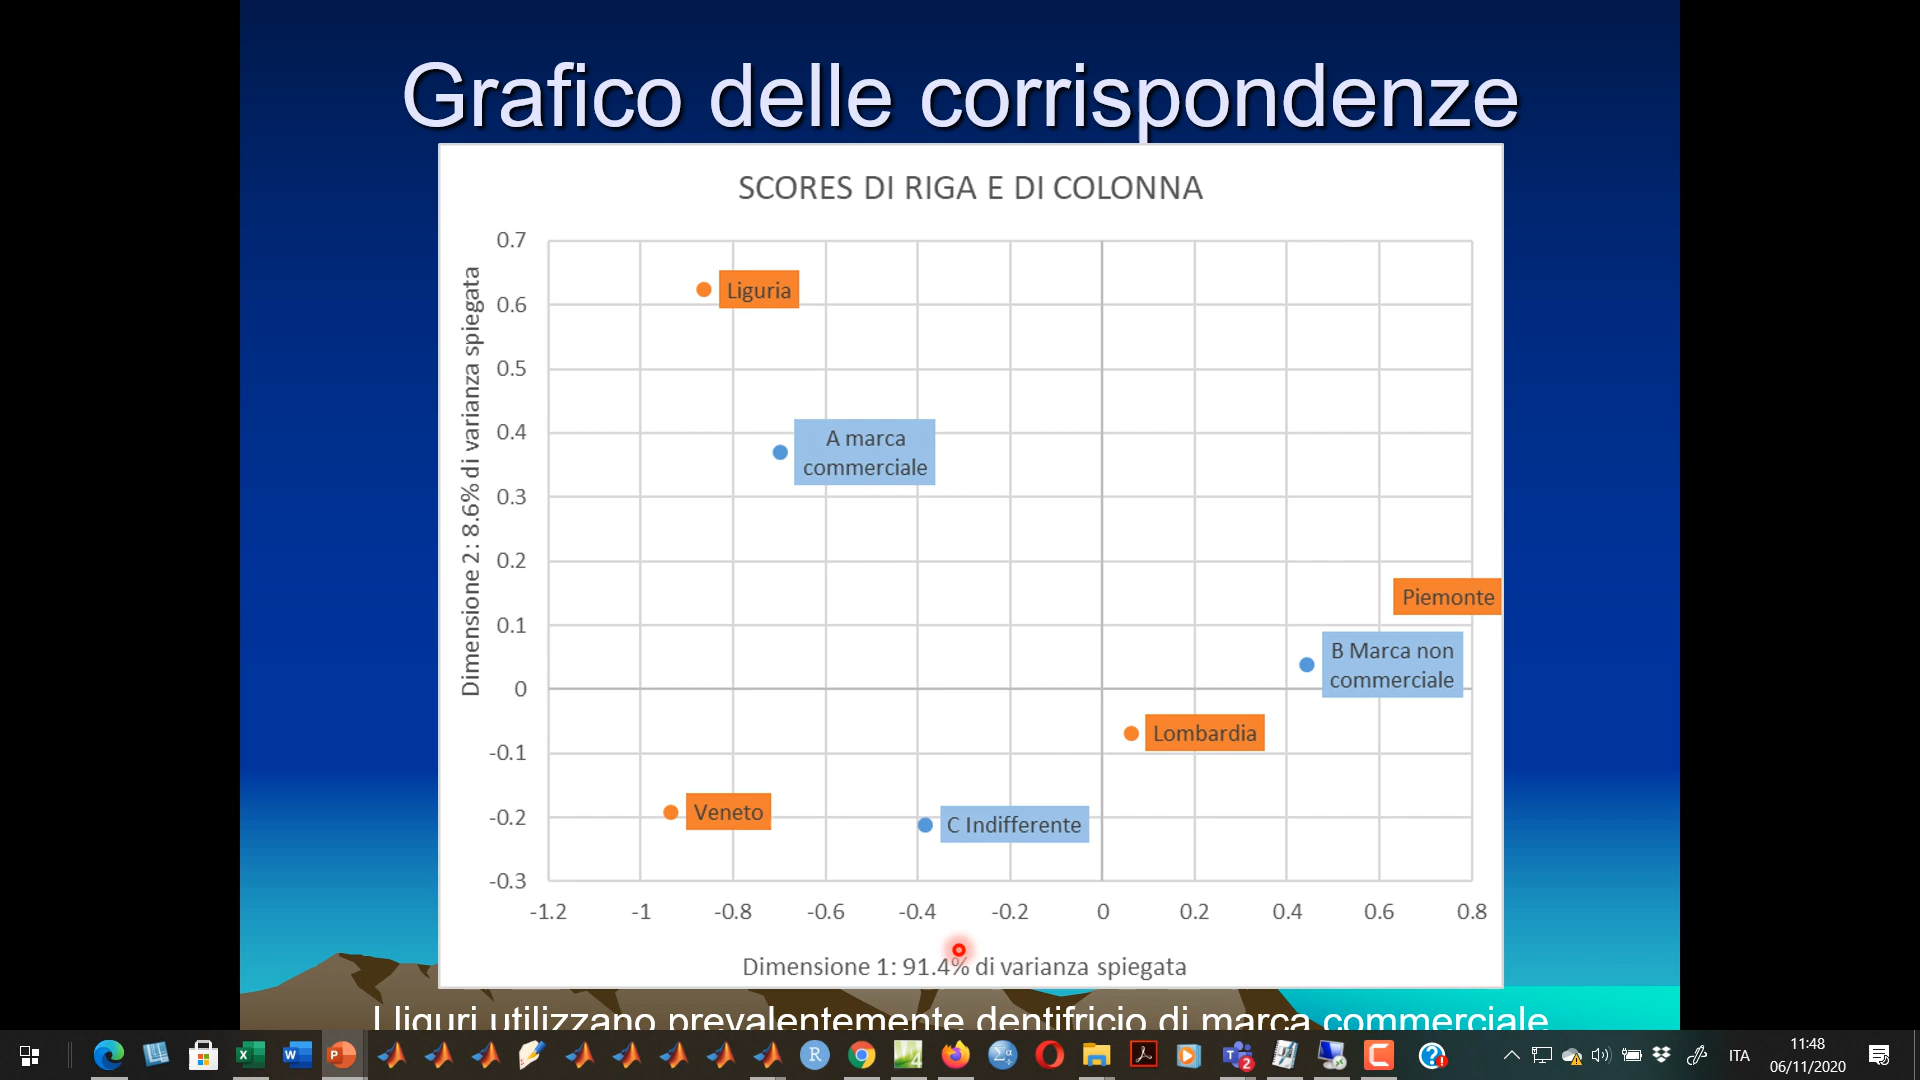 Grafico delle corrispondenze
SCORES DI RIGA E DI COLONNA
Dimensione 2: 8.6% di varianza spiegata
0.7
0.6
0.5
0.4
0.3
0.2
0.1
0
-0.1
-0.2
-0.3
Liguria
A marca
commerciale
Piemonte
B Marca non
commerciale
Lombardia
Veneto
C Indifferente
-1.2 -1 -0.8 -0.6 -0.4 -0.2 0 0.2 0.4 0.6 0.8
Dimensione 1: 91.4% di varianza spiegata
I liguri utilizzano prevalentemente dentifricio di marca commerciale
ITA
11:48
06/11/2020